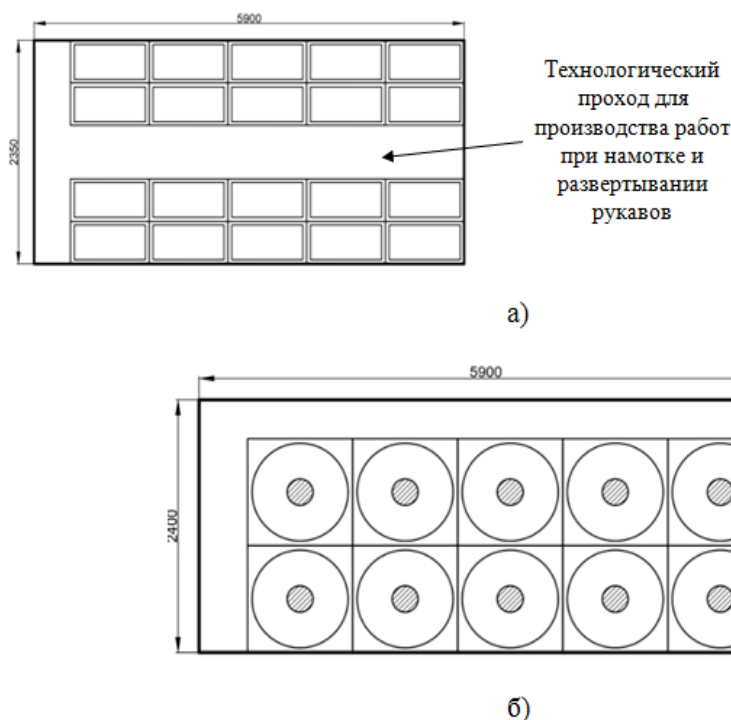 5900
2350
Технологический
проход для
производства работ
при намотке и
развертывании
рукавов
а)
5900
2400
б)